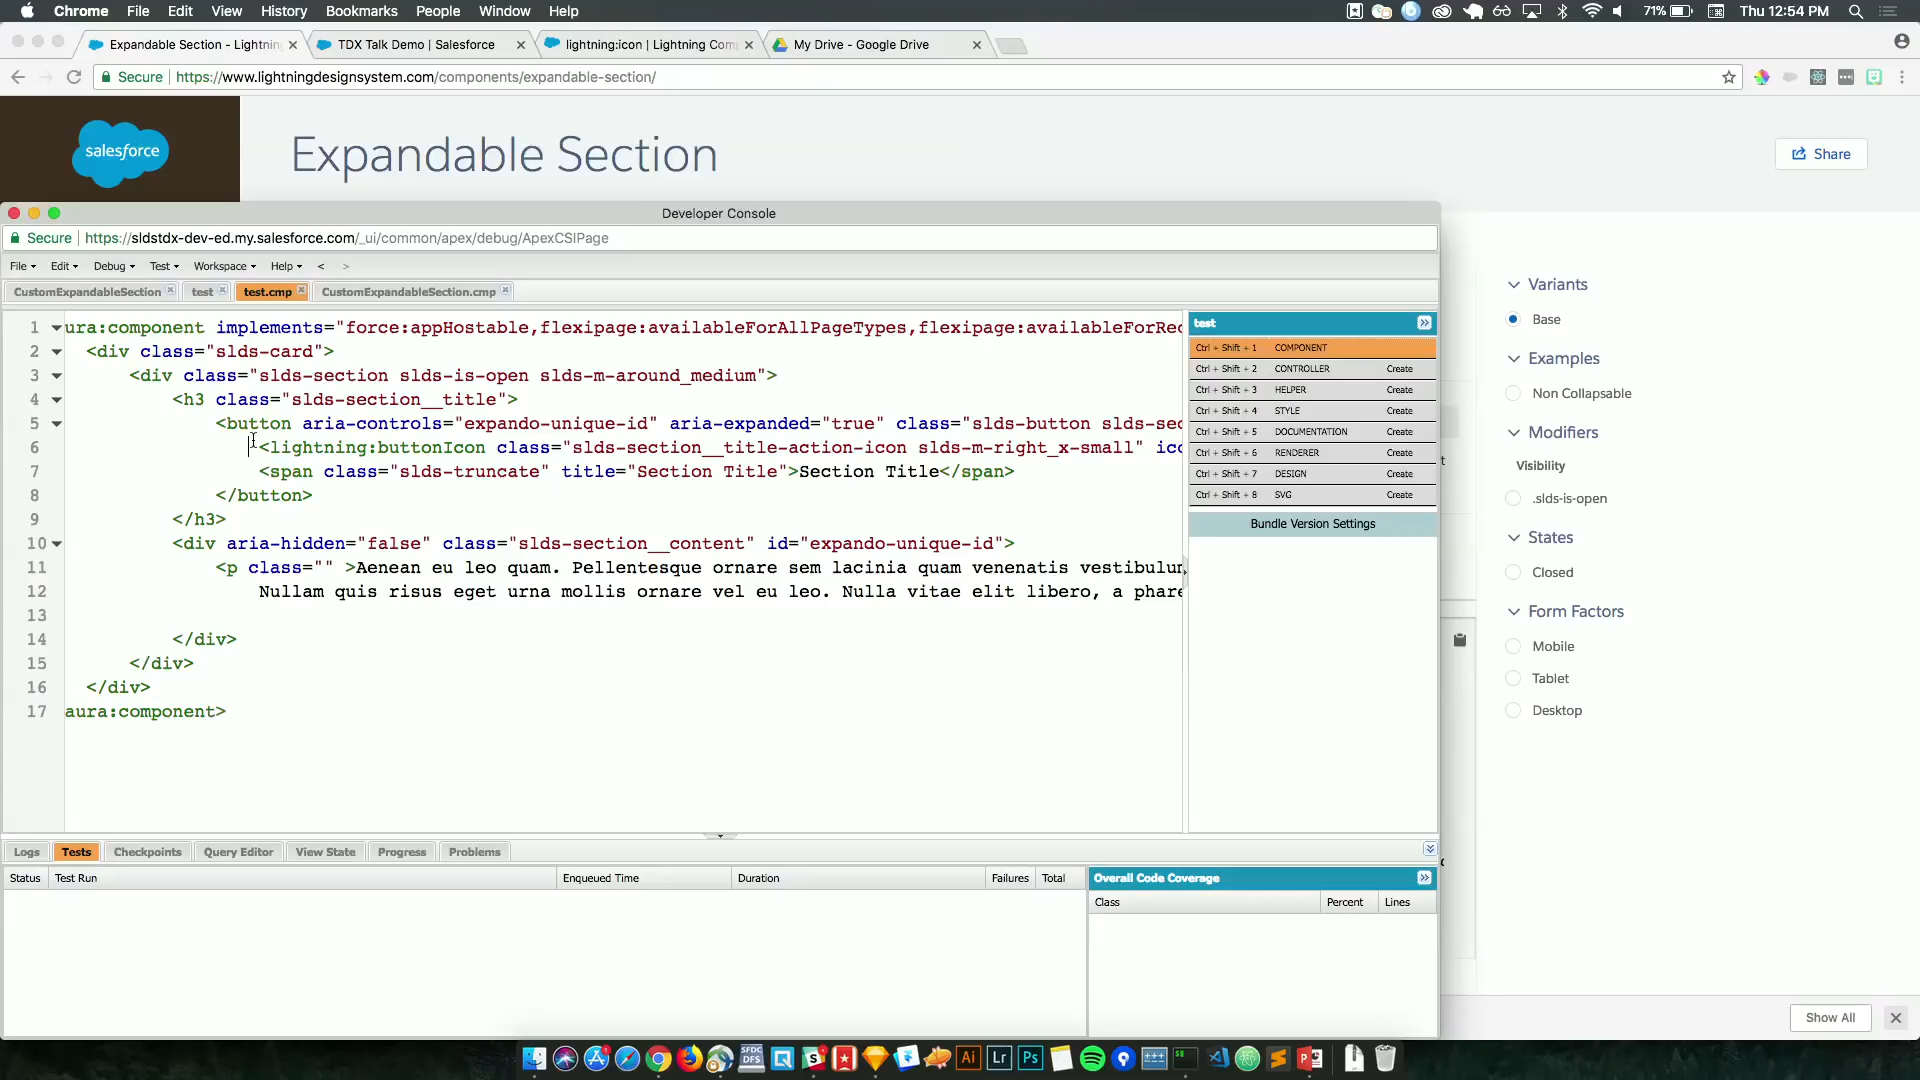 Chrome File Edit View History Bookmarks People Window Help 71% Thu 12:54 PM
Expandable Section - Lightnin TDX Talk Demo | Salesforce lightning:icon | Lightning Com My Drive - Google Drive
Secure https://www.lightningdesignsystem.com/components/expandable-section/
salesforce
Expandable Section
Share
Developer Console
Secure https://sldstdx-dev-ed.my.salesforce.com/_ui/common/apex/debug/ApexCSIPage
File Edit Debug Test Workspace Help < >
CustomExpandableSection test test.cmp CustomExpandableSection.cmp
1 ura:component implements="force:appHostable,flexipage:availableForAllPageTypes,flexipage:availableForRec
2 <div class="slds-card">
3 <div class="slds-section slds-is-open slds-m-around_medium">
4 <h3 class="slds-section__title">
5 <button aria-controls="expando-unique-id" aria-expanded="true" class="slds-button slds-sec
6 <lightning:buttonIcon class="slds-section__title-action-icon slds-m-right_x-small" ico
7 <span class="slds-truncate" title="Section Title">Section Title</span>
8 </button>
9 </h3>
10 <div aria-hidden="false" class="slds-section__content" id="expando-unique-id">
11 <p class="" >Aenean eu leo quam. Pellentesque ornare sem lacinia quam venenatis vestibulum
12 Nullam quis risus eget urna mollis ornare vel eu leo. Nulla vitae elit libero, a phare
13
14 </div>
15 </div>
16 </div>
17 aura:component>
test
Ctrl + Shift + 1 COMPONENT
Ctrl + Shift + 2 CONTROLLER Create
Ctrl + Shift + 3 HELPER Create
Ctrl + Shift + 4 STYLE Create
Ctrl + Shift + 5 DOCUMENTATION Create
Ctrl + Shift + 6 RENDERER Create
Ctrl + Shift + 7 DESIGN Create
Ctrl + Shift + 8 SVG Create
Bundle Version Settings
Variants
Base
Examples
Non Collapsable
Modifiers
Visibility
.slds-is-open
States
Closed
Form Factors
Mobile
Tablet
Desktop
Logs Tests Checkpoints Query Editor View State Progress Problems
Status Test Run Enqueued Time Duration Failures Total
Overall Code Coverage
Class Percent Lines
Show All
SFDC
DFS
Ai Lr Ps